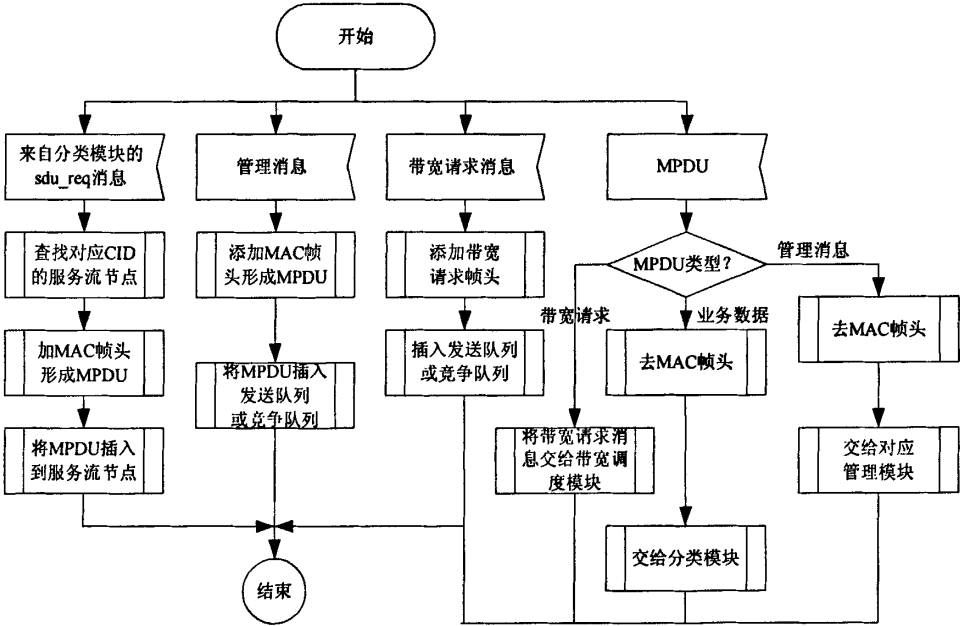 开始
来自分类模块的
sdu_req消息
管理消息
带宽请求消息
MPDU
查找对应CID
的服务流节点
添加MAC帧
头形成MPDU
添加带宽
请求帧头
MPDU类型?
管理消息
带宽请求
业务数据
加MAC帧头
形成MPDU
将MPDU插入
发送队列
或竞争队列
插入发送队列
或竞争队列
去MAC帧头
去MAC帧头
将MPDU插入
到服务流节点
将带宽请求消
息交给带宽调
度模块
交给对应
管理模块
交给分类模块
结束